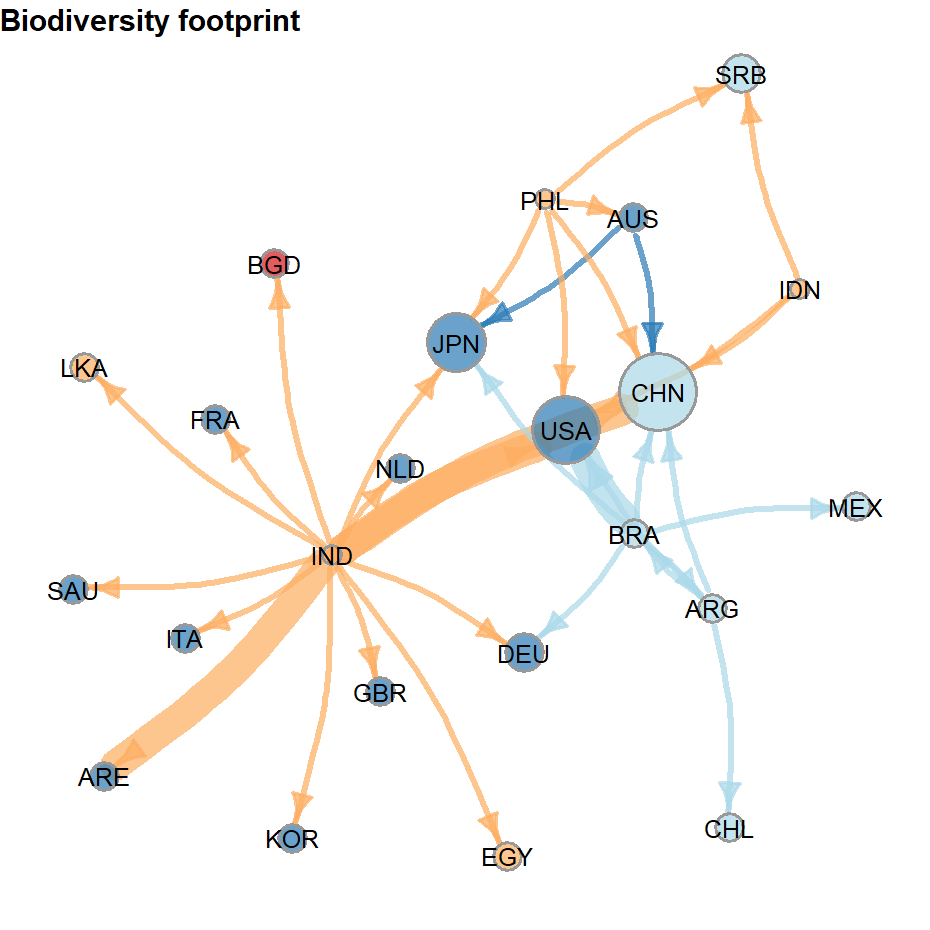 Biodiversity footprint
SRB
PHL
AUS
BGD
IDN
JPN
LKA
CHN
FRA
USA
NLD
MEX
BRA
IND
SAU
ARG
ITA
DEU
GBR
ARE
CHL
KOR
EGY